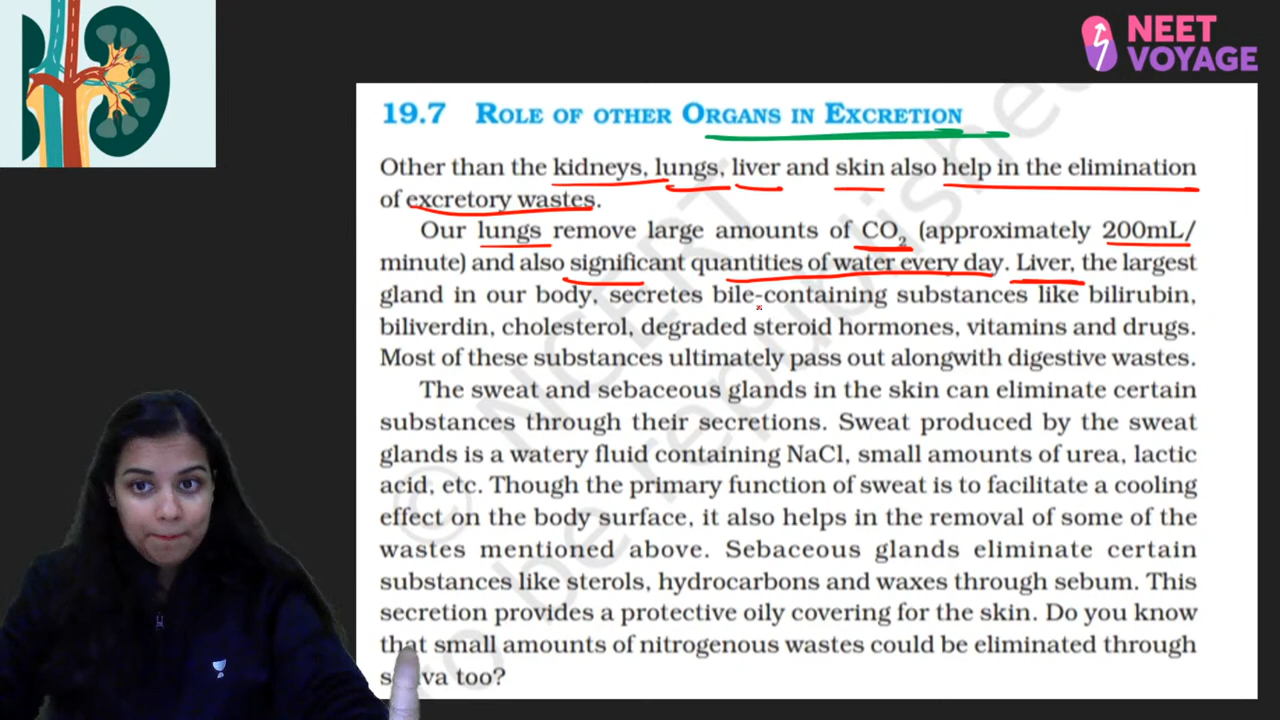 NEET
VOYAGE
19.7 ROLE OF OTHER ORGANS IN EXCRETION
Other than the kidneys, lungs, liver and skin also help in the elimination
of excretory wastes.
Our lungs remove large amounts of CO₂ (approximately 200mL/
minute) and also significant quantities of water every day. Liver, the largest
gland in our body, secretes bile-containing substances like bilirubin,
biliverdin, cholesterol, degraded steroid hormones, vitamins and drugs.
Most of these substances ultimately pass out alongwith digestive wastes.
The sweat and sebaceous glands in the skin can eliminate certain
substances through their secretions. Sweat produced by the sweat
glands is a watery fluid containing NaCl, small amounts of urea, lactic
acid, etc. Though the primary function of sweat is to facilitate a cooling
effect on the body surface, it also helps in the removal of some of the
wastes mentioned above. Sebaceous glands eliminate certain
substances like sterols, hydrocarbons and waxes through sebum. This
secretion provides a protective oily covering for the skin. Do you know
that small amounts of nitrogenous wastes could be eliminated through
saliva too?
© NCERT
to be republished